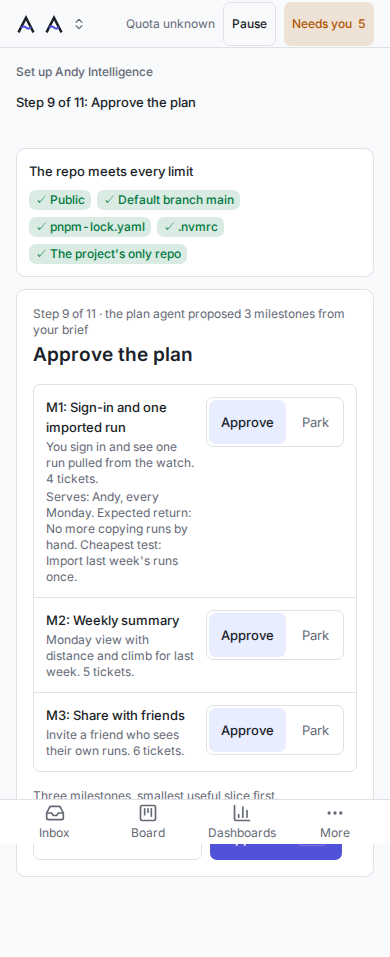 Quota unknown
Pause
Needs you 5
Set up Andy Intelligence
Step 9 of 11: Approve the plan
The repo meets every limit
✓ Public
✓ Default branch main
✓ pnpm-lock.yaml
✓ .nvmrc
✓ The project's only repo
Step 9 of 11 · the plan agent proposed 3 milestones from
your brief
Approve the plan
M1: Sign-in and one
imported run
You sign in and see one
run pulled from the watch.
4 tickets.
Serves: Andy, every
Monday. Expected return:
No more copying runs by
hand. Cheapest test:
Import last week's runs
once.
Approve
Park
M2: Weekly summary
Monday view with
distance and climb for last
week. 5 tickets.
Approve
Park
M3: Share with friends
Invite a friend who sees
their own runs. 6 tickets.
Approve
Park
Three milestones, smallest useful slice first.
Inbox
Board
Dashboards
More